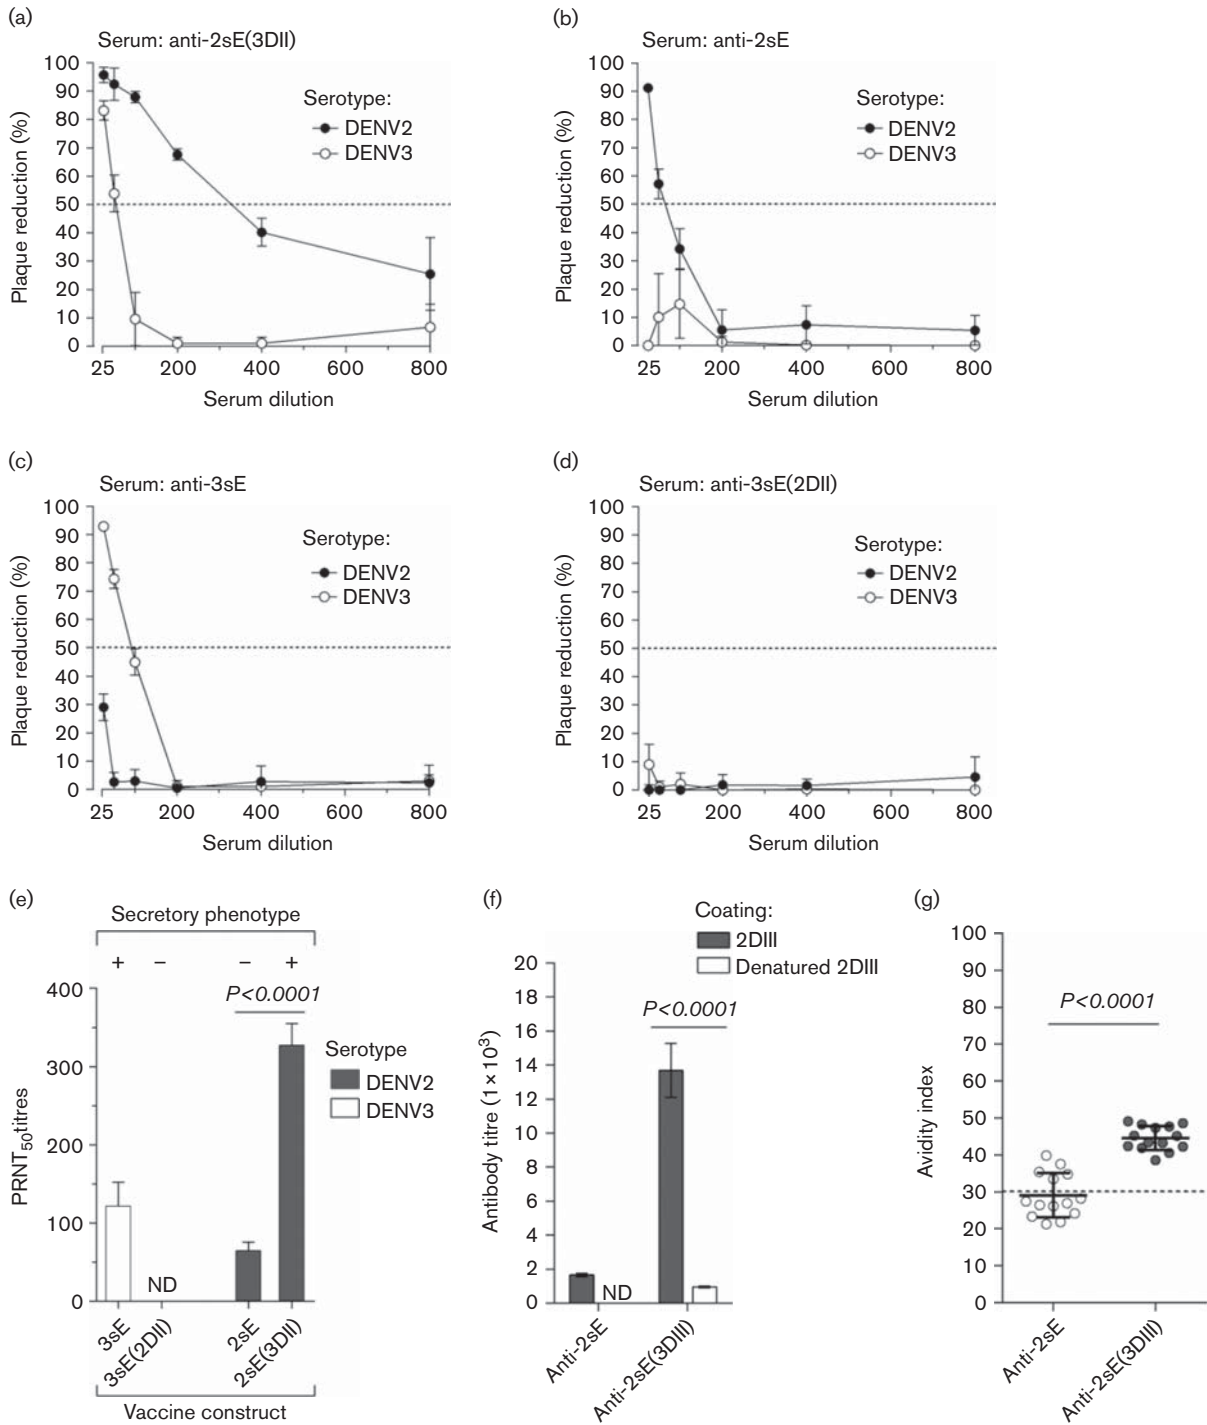 (a)
Serum: anti-2sE(3DII)
Plaque reduction (%)
100
90
80
70
60
50
40
30
20
10
0
Serotype:
DENV2
DENV3
25 200 400 600 800
Serum dilution
(b)
Serum: anti-2sE
Plaque reduction (%)
100
90
80
70
60
50
40
30
20
10
0
Serotype:
DENV2
DENV3
25 200 400 600 800
Serum dilution
(c)
Serum: anti-3sE
Plaque reduction (%)
100
90
80
70
60
50
40
30
20
10
0
Serotype:
DENV2
DENV3
25 200 400 600 800
Serum dilution
(d)
Serum: anti-3sE(2DII)
Plaque reduction (%)
100
90
80
70
60
50
40
30
20
10
0
Serotype:
DENV2
DENV3
25 200 400 600 800
Serum dilution
(e)
Secretory phenotype
+ − − +
P<0.0001
PRNT50titres
400
300
200
100
0
ND
Serotype
DENV2
DENV3
3sE
3sE(2DII)
2sE
2sE(3DII)
Vaccine construct
(f)
Coating:
2DIII
Denatured 2DIII
P<0.0001
Antibody titre (1×10³)
20
18
16
14
12
10
8
6
4
2
0
ND
Anti-2sE
Anti-2sE(3DIII)
(g)
Avidity index
100
90
80
70
60
50
40
30
20
10
0
P<0.0001
Anti-2sE
Anti-2sE(3DIII)